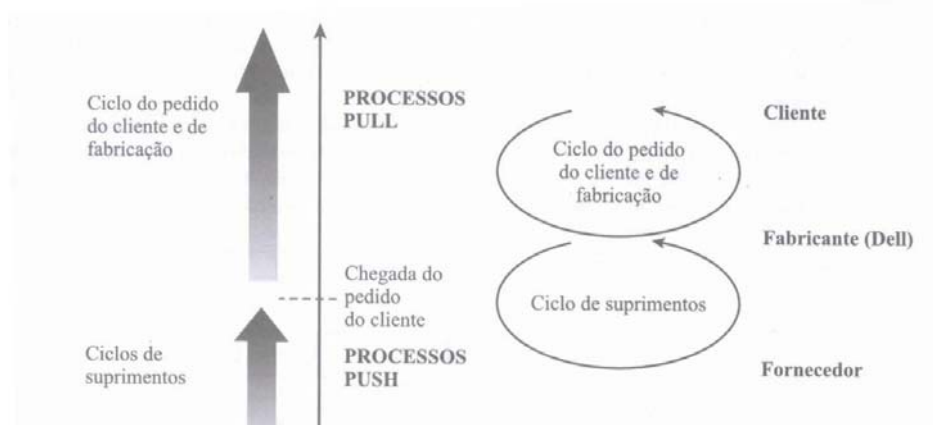 Ciclo do pedido
do cliente e de
fabricação
PROCESSOS
PULL
Chegada do
pedido
do cliente
Ciclos de
suprimentos
PROCESSOS
PUSH
Ciclo do pedido
do cliente e de
fabricação
Ciclo de suprimentos
Cliente
Fabricante (Dell)
Fornecedor